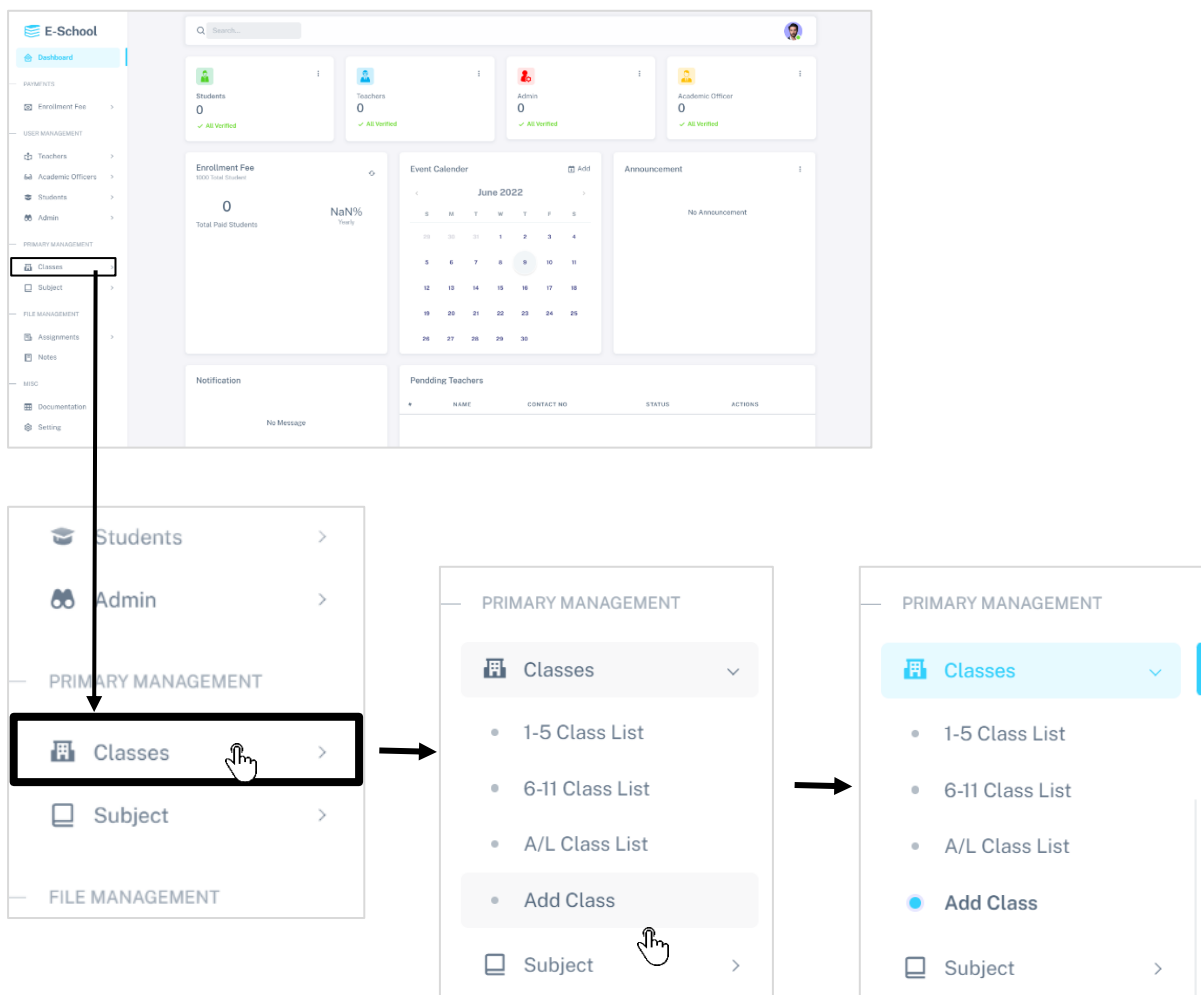 E-School
Search...
Dashboard
PAYMENTS
Enrollment Fee
USER MANAGEMENT
Teachers
Academic Officers
Students
Admin
PRIMARY MANAGEMENT
Classes
Subject
FILE MANAGEMENT
Assignments
Notes
MISC
Documentation
Setting
Students
0
All Verified
Teachers
0
All Verified
Admin
0
All Verified
Academic Officer
0
All Verified
Enrollment Fee
1000 Total Student
0
Total Paid Students
NaN%
Yearly
Event Calender
Add
June 2022
S M T W T F S
29 30 31 1 2 3 4
5 6 7 8 9 10 11
12 13 14 15 16 17 18
19 20 21 22 23 24 25
26 27 28 29 30
Announcement
No Announcement
Notification
No Message
Pendding Teachers
# NAME CONTACT NO STATUS ACTIONS
Students
Admin
PRIMARY MANAGEMENT
Classes
Subject
FILE MANAGEMENT
PRIMARY MANAGEMENT
Classes
1-5 Class List
6-11 Class List
A/L Class List
Add Class
Subject
PRIMARY MANAGEMENT
Classes
1-5 Class List
6-11 Class List
A/L Class List
Add Class
Subject